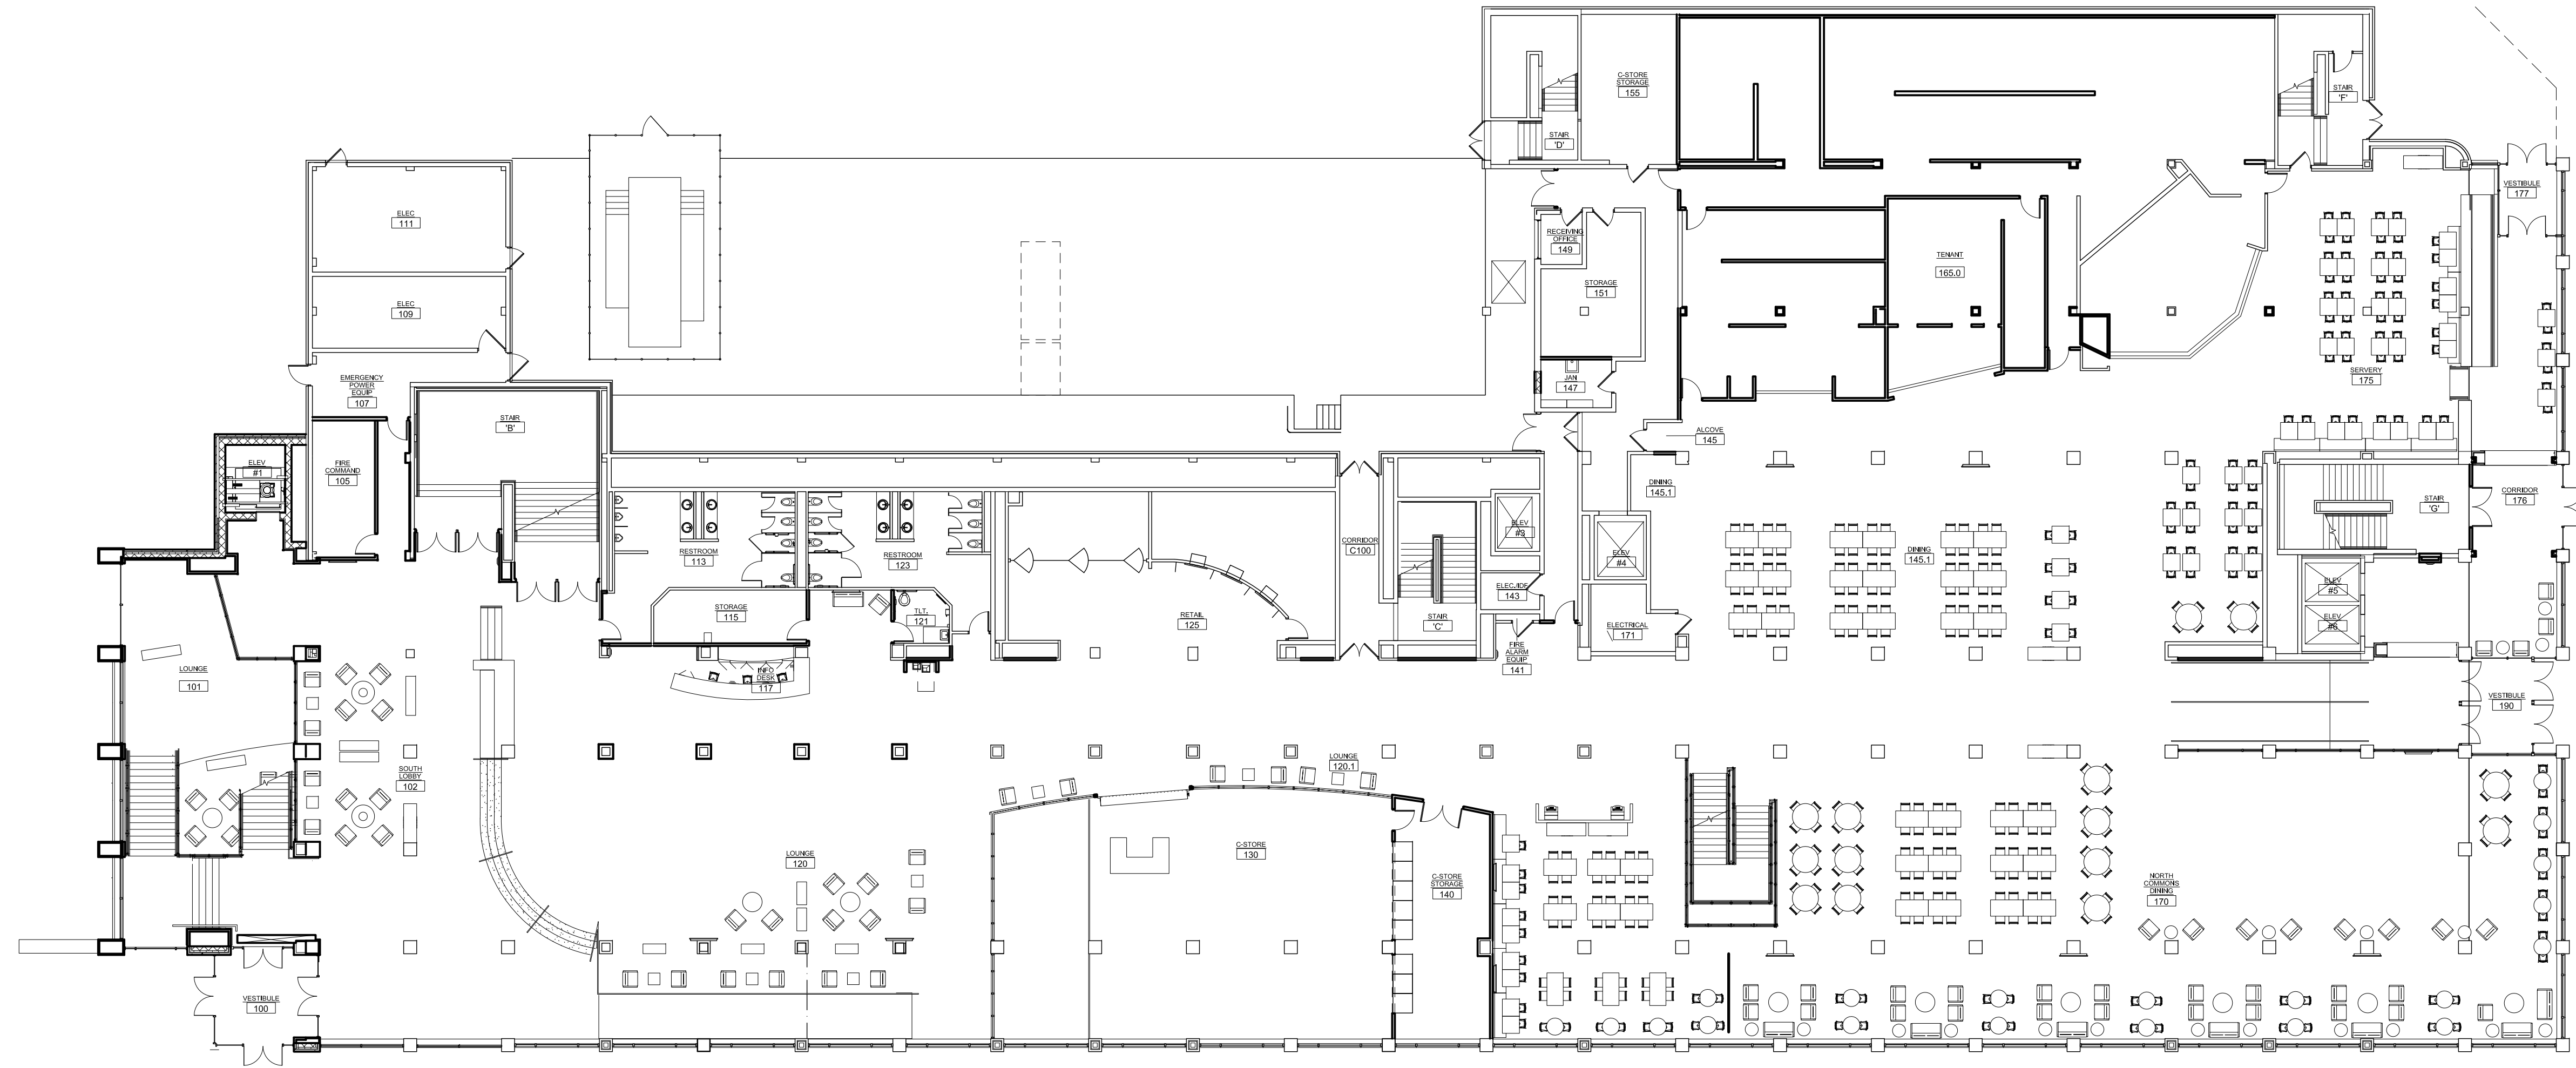 C-STORE
STORAGE
155
STAIR
'D'
STAIR
'F'
VESTIBULE
177
ELEC
111
ELEC
109
RECEIVING
OFFICE
149
STORAGE
151
TENANT
165.0
JAN
147
SERVERY
175
EMERGENCY
POWER
EQUIP
107
STAIR
'B'
ALCOVE
145
ELEV
#1
FIRE
COMMAND
105
DINING
145.1
STAIR
'G'
CORRIDOR
176
RESTROOM
113
RESTROOM
123
CORRIDOR
C100
ELEV
#3
ELEV
#4
DINING
145.1
ELEV
#5
ELEV
#6
STORAGE
115
TLT.
121
RETAIL
125
STAIR
'C'
ELEC./IDF
143
ELECTRICAL
171
FIRE
ALARM
EQUIP
141
LOUNGE
101
INFO
DESK
117
VESTIBULE
190
SOUTH
LOBBY
102
LOUNGE
120.1
LOUNGE
120
C-STORE
130
C-STORE
STORAGE
140
NORTH
COMMONS
DINING
170
VESTIBULE
100